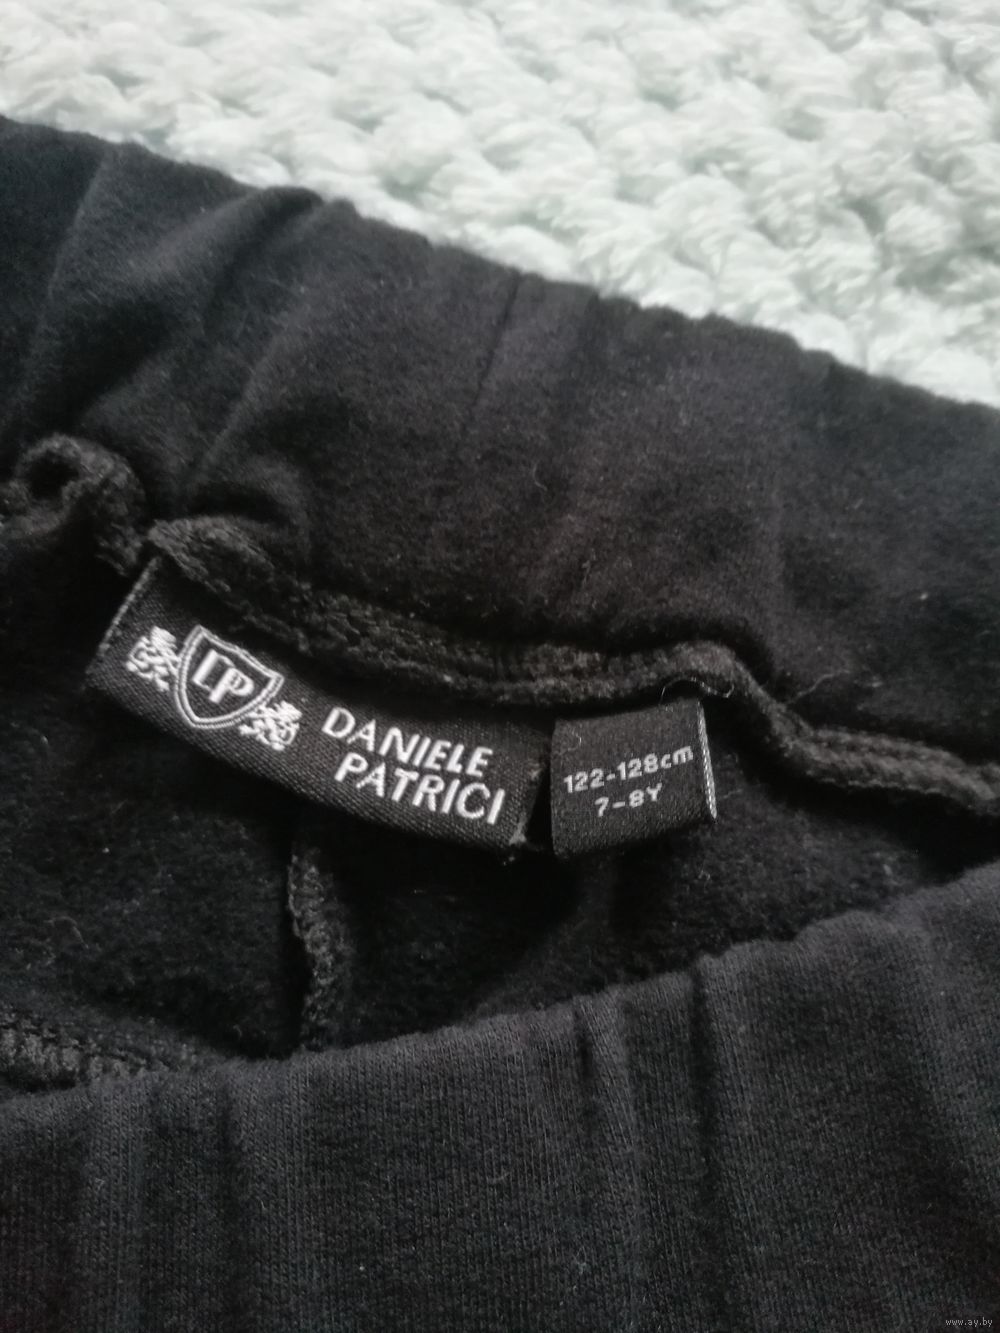 DP
DANIELE
PATRICI
122-128cm
7-8Y
www.ay.by